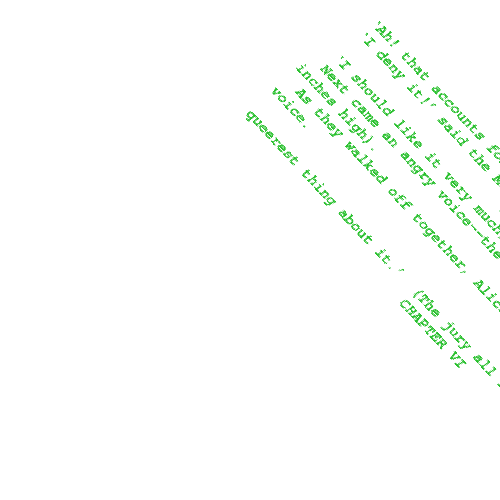 'Ah! that accounts fo
'I deny it!' said the M
'I should like it very much
Next came an angry voice--the
inches high).
As they walked off together, Alic
voice.
queerest thing about it.' (The jury all
CHAPTER VI